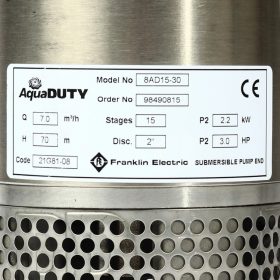 AquaDUTY
Model No 8AD15-30
Order No 98490815
CE
Q 7.0 m³/h Stages 15 P2 2.2 kW
H 70 m Disc. 2" P2 3.0 HP
Code 21G81-08 Franklin Electric SUBMERSIBLE PUMP END